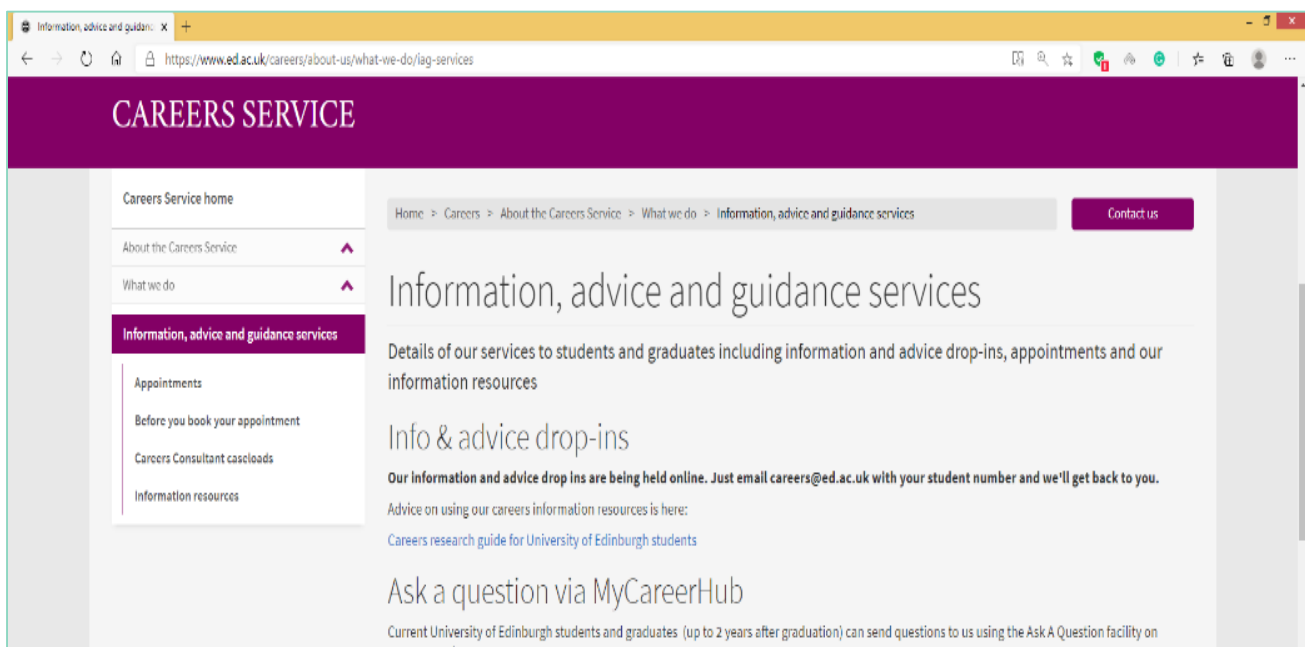 Information, advice and guidanc
https://www.ed.ac.uk/careers/about-us/what-we-do/iag-services
CAREERS SERVICE
Careers Service home
About the Careers Service
What we do
Information, advice and guidance services
Appointments
Before you book your appointment
Careers Consultant caseloads
Information resources
Home > Careers > About the Careers Service > What we do > Information, advice and guidance services
Contact us
Information, advice and guidance services
Details of our services to students and graduates including information and advice drop-ins, appointments and our
information resources
Info & advice drop-ins
Our information and advice drop ins are being held online. Just email careers@ed.ac.uk with your student number and we'll get back to you.
Advice on using our careers information resources is here:
Careers research guide for University of Edinburgh students
Ask a question via MyCareerHub
Current University of Edinburgh students and graduates (up to 2 years after graduation) can send questions to us using the Ask A Question facility on